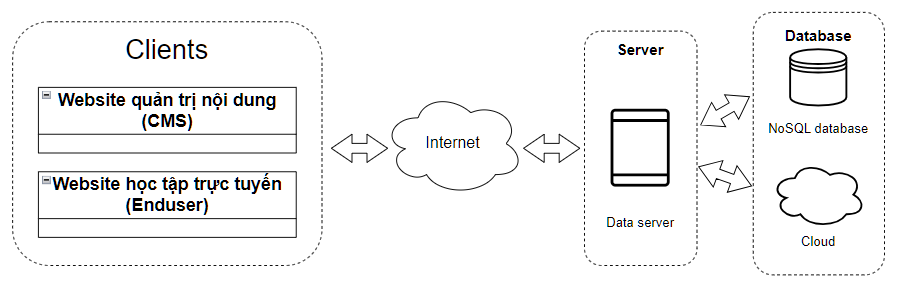 Clients
Website quản trị nội dung
(CMS)
Website học tập trực tuyến
(Enduser)
Internet
Server
Data server
Database
NoSQL database
Cloud